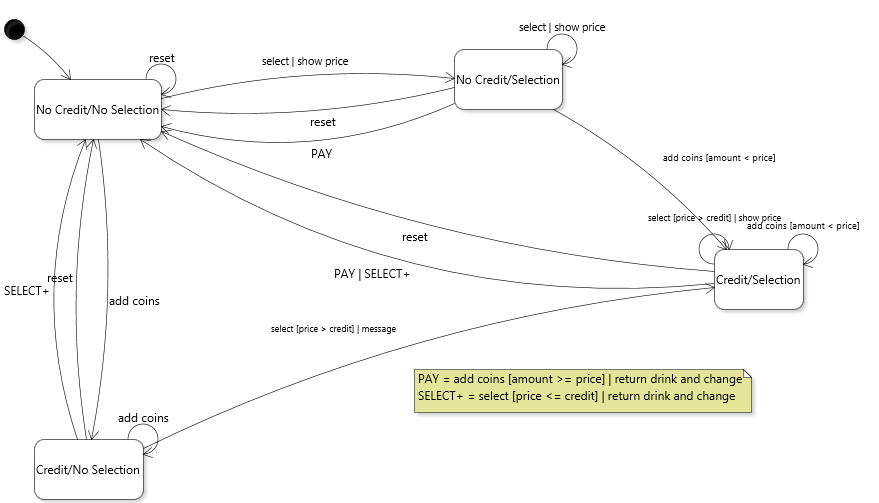 select | show price
reset
select | show price
No Credit/Selection
No Credit/No Selection
reset
PAY
add coins [amount < price]
select [price > credit] | show price
add coins [amount < price]
reset
PAY | SELECT+
Credit/Selection
reset
SELECT+
add coins
select [price > credit] | message
PAY = add coins [amount >= price] | return drink and change
SELECT+ = select [price <= credit] | return drink and change
add coins
Credit/No Selection